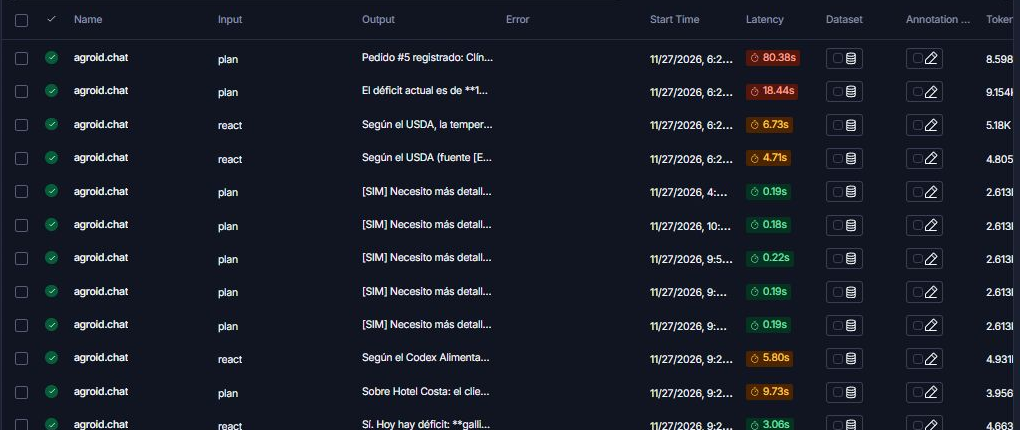 Name Input Output Error Start Time Latency Dataset Annotation ... Token
agroid.chat plan Pedido #5 registrado: Clín... 11/27/2026, 6:2... 80.38s 8.598
agroid.chat plan El déficit actual es de **1... 11/27/2026, 6:2... 18.44s 9.154K
agroid.chat react Según el USDA, la temper... 11/27/2026, 6:2... 6.73s 5.18K
agroid.chat react Según el USDA (fuente [E... 11/27/2026, 6:2... 4.71s 4.805
agroid.chat plan [SIM] Necesito más detall... 11/27/2026, 4:... 0.19s 2.613
agroid.chat plan [SIM] Necesito más detall... 11/27/2026, 10:... 0.18s 2.613
agroid.chat plan [SIM] Necesito más detall... 11/27/2026, 9:5... 0.22s 2.613
agroid.chat plan [SIM] Necesito más detall... 11/27/2026, 9:... 0.19s 2.613
agroid.chat plan [SIM] Necesito más detall... 11/27/2026, 9:... 0.19s 2.613
agroid.chat react Según el Codex Alimenta... 11/27/2026, 9:2... 5.80s 4.931
agroid.chat plan Sobre Hotel Costa: el clie... 11/27/2026, 9:2... 9.73s 3.956
agroid.chat react Sí. Hoy hay déficit: **galli... 11/27/2026, 9:2... 3.06s 4.663